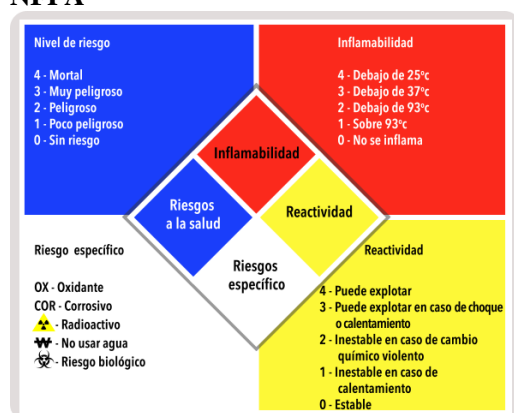 NFPA
Nivel de riesgo
4 - Mortal
3 - Muy peligroso
2 - Peligroso
1 - Poco peligroso
0 - Sin riesgo
Inflamabilidad
4 - Debajo de 25ºc
3 - Debajo de 37ºc
2 - Debajo de 93ºc
1 - Sobre 93ºc
0 - No se inflama
Inflamabilidad
Riesgos
a la salud
Reactividad
Riesgos
específico
Riesgo específico
OX - Oxidante
COR - Corrosivo
- Radioactivo
W - No usar agua
- Riesgo biológico
Reactividad
4 - Puede explotar
3 - Puede explotar en caso de choque
o calentamiento
2 - Inestable en caso de cambio
químico violento
1 - Inestable en caso de
calentamiento
0 - Estable